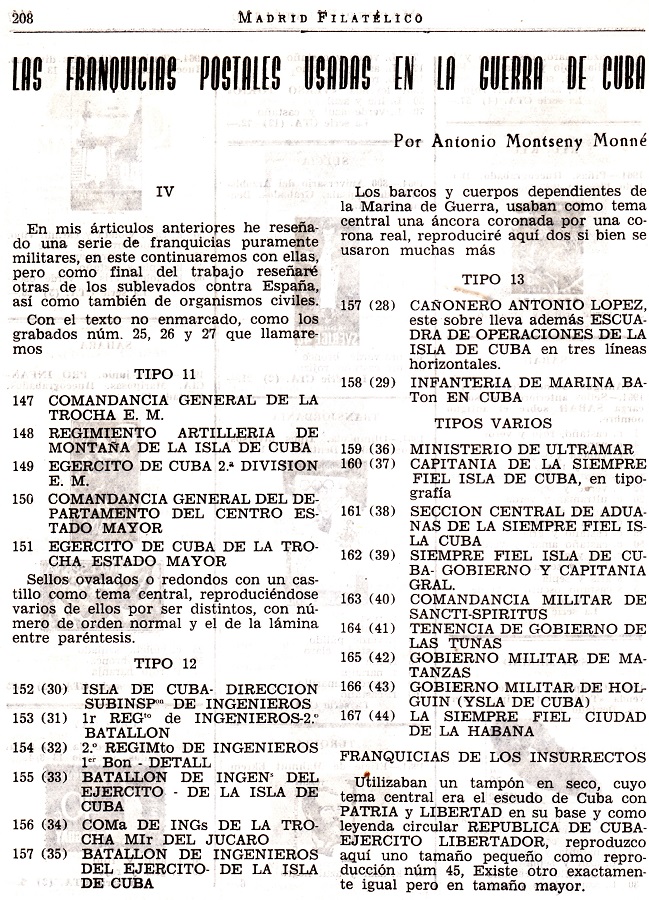 208
MADRID FILATÉLICO
LAS FRANQUICIAS POSTALES USADAS EN LA GUERRA DE CUBA
Por Antonio Montseny Monné
IV
En mis árticulos anteriores he reseña-
do una serie de franquicias puramente
militares, en este continuaremos con ellas,
pero como final del trabajo reseñaré
otras de los sublevados contra España,
así como también de organismos civiles.
Con el texto no enmarcado, como los
grabados núm. 25, 26 y 27 que llamare-
mos
TIPO 11
147 COMANDANCIA GENERAL DE LA
TROCHA E. M.
148 REGIMIENTO ARTILLERIA DE
MONTAÑA DE LA ISLA DE CUBA
149 EGERCITO DE CUBA 2.ª DIVISION
E. M.
150 COMANDANCIA GENERAL DEL DE-
PARTAMENTO DEL CENTRO ES-
TADO MAYOR
151 EGERCITO DE CUBA DE LA TRO-
CHA ESTADO MAYOR
Sellos ovalados o redondos con un cas-
tillo como tema central, reproduciéndose
varios de ellos por ser distintos, con nú-
mero de orden normal y el de la lámina
entre paréntesis.
TIPO 12
152 (30) ISLA DE CUBA- DIRECCION
SUBINSPon DE INGENIEROS
153 (31) 1r REGto de INGENIEROS-2.º
BATALLON
154 (32) 2.º REGIMto DE INGENIEROS
1er Bon - DETALL
155 (33) BATALLON DE INGENs DEL
EJERCITO - DE LA ISLA DE
CUBA
156 (34) COMa DE INGs DE LA TRO-
CHA MIr DEL JUCARO
157 (35) BATALLON DE INGENIEROS
DEL EJERCITO- DE LA ISLA
DE CUBA
Los barcos y cuerpos dependientes de
la Marina de Guerra, usaban como tema
central una áncora coronada por una co-
rona real, reproduciré aquí dos si bien se
usaron muchas más
TIPO 13
157 (28) CAÑONERO ANTONIO LOPEZ,
este sobre lleva además ESCUA-
DRA DE OPERACIONES DE LA
ISLA DE CUBA en tres líneas
horizontales.
158 (29) INFANTERIA DE MARINA BA-
Ton EN CUBA
TIPOS VARIOS
159 (36) MINISTERIO DE ULTRAMAR
160 (37) CAPITANIA DE LA SIEMPRE
FIEL ISLA DE CUBA, en tipo-
grafía
161 (38) SECCION CENTRAL DE ADUA-
NAS DE LA SIEMPRE FIEL IS-
LA CUBA
162 (39) SIEMPRE FIEL ISLA DE CU-
BA- GOBIERNO Y CAPITANIA
GRAL.
163 (40) COMANDANCIA MILITAR DE
SANCTI-SPIRITUS
164 (41) TENENCIA DE GOBIERNO DE
LAS TUNAS
165 (42) GOBIERNO MILITAR DE MA-
TANZAS
166 (43) GOBIERNO MILITAR DE HOL-
GUIN (YSLA DE CUBA)
167 (44) LA SIEMPRE FIEL CIUDAD
DE LA HABANA
FRANQUICIAS DE LOS INSURRECTOS
Utilizaban un tampón en seco, cuyo
tema central era el escudo de Cuba con
PATRIA y LIBERTAD en su base y como
leyenda circular REPUBLICA DE CUBA-
EJERCITO LIBERTADOR, reproduzco
aquí uno tamaño pequeño como repro-
ducción núm 45, Existe otro exactamen-
te igual pero en tamaño mayor.